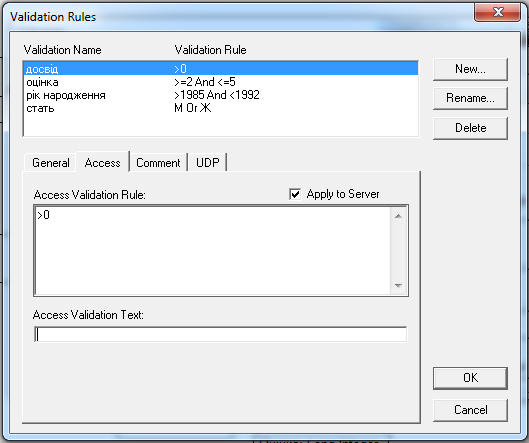 Validation Rules
Validation Name Validation Rule
досвід >0
оцінка >=2 And <=5
рік народження >1985 And <1992
стать М Or Ж
New...
Rename...
Delete
General Access Comment UDP
Access Validation Rule: Apply to Server
>0
Access Validation Text:
OK
Cancel